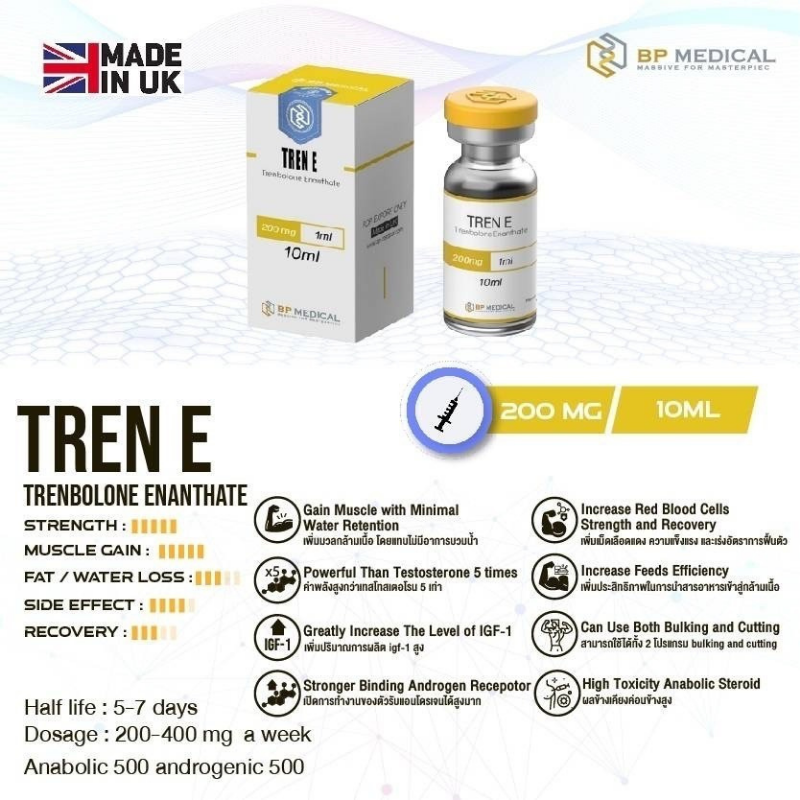 MADE
IN UK
BP MEDICAL
MASSIVE FOR MASTERPIEC
TREN E
Trenbolone Enanthate
200 mg 1ml
10ml
TOP EXPORT ONLY
BP MEDICAL
MASSIVE FOR MASTERPIEC
TREN E
Trenbolone Enanthate
200mg 1ml
10ml
BP MEDICAL
200 MG 10ML
TREN E
TRENBOLONE ENANTHATE
STRENGTH :
MUSCLE GAIN :
FAT / WATER LOSS :
SIDE EFFECT :
RECOVERY :
Half life : 5-7 days
Dosage : 200-400 mg a week
Anabolic 500 androgenic 500
Gain Muscle with Minimal
Water Retention
เพิ่มมวลกล้ามเนื้อ โดยแทบไม่มีอาการบวมน้ำ
x5
Powerful Than Testosterone 5 times
ค่าพลังสูงกว่าเทสโทสเตอโรน 5 เท่า
IGF-1
Greatly Increase The Level of IGF-1
เพิ่มปริมาณการผลิต igf-1 สูง
Stronger Binding Androgen Recepotor
เปิดการทำงานของตัวรับแอนโดรเจนได้สูงมาก
Increase Red Blood Cells
Strength and Recovery
เพิ่มเม็ดเลือดแดง ความแข็งแรง และเร่งอัตราการฟื้นตัว
Increase Feeds Efficiency
เพิ่มประสิทธิภาพในการนำสารอาหารเข้าสู่กล้ามเนื้อ
Can Use Both Bulking and Cutting
สามารถใช้ได้ทั้ง 2 โปรแกรม bulking and cutting
High Toxicity Anabolic Steroid
ผลข้างเคียงค่อนข้างสูง